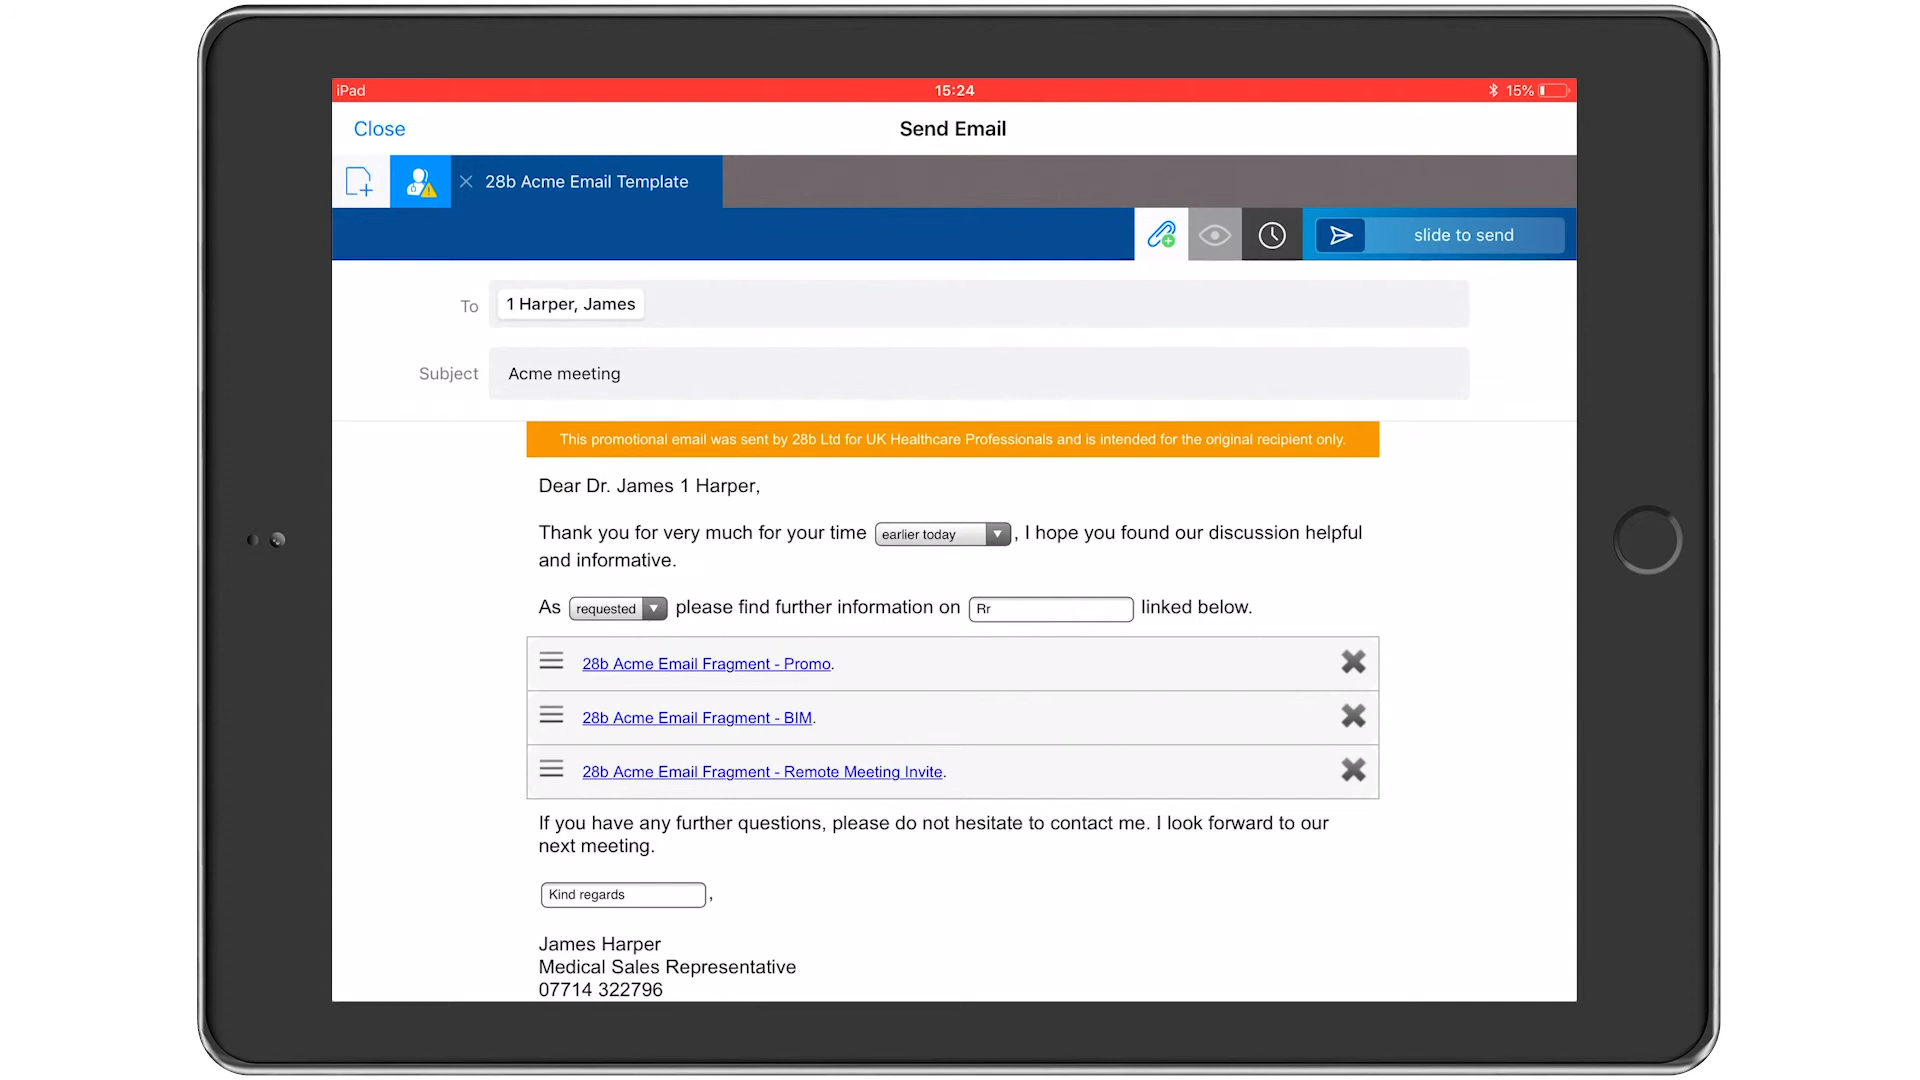 iPad 15:24 15%
Close Send Email
28b Acme Email Template
slide to send
To 1 Harper, James
Subject Acme meeting
This promotional email was sent by 28b Ltd for UK Healthcare Professionals and is intended for the original recipient only.
Dear Dr. James 1 Harper,
Thank you for very much for your time earlier today , I hope you found our discussion helpful
and informative.
As requested please find further information on Rr linked below.
28b Acme Email Fragment - Promo.
28b Acme Email Fragment - BIM.
28b Acme Email Fragment - Remote Meeting Invite.
If you have any further questions, please do not hesitate to contact me. I look forward to our
next meeting.
Kind regards ,
James Harper
Medical Sales Representative
07714 322796